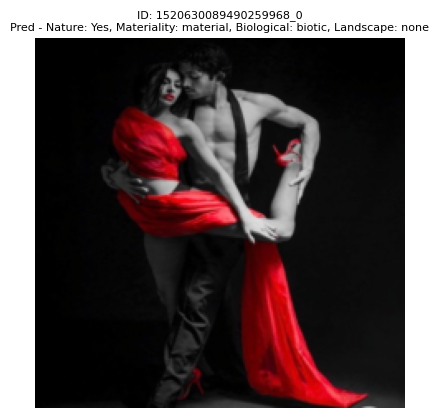 ID: 1520630089490259968_0
Pred - Nature: Yes, Materiality: material, Biological: biotic, Landscape: none